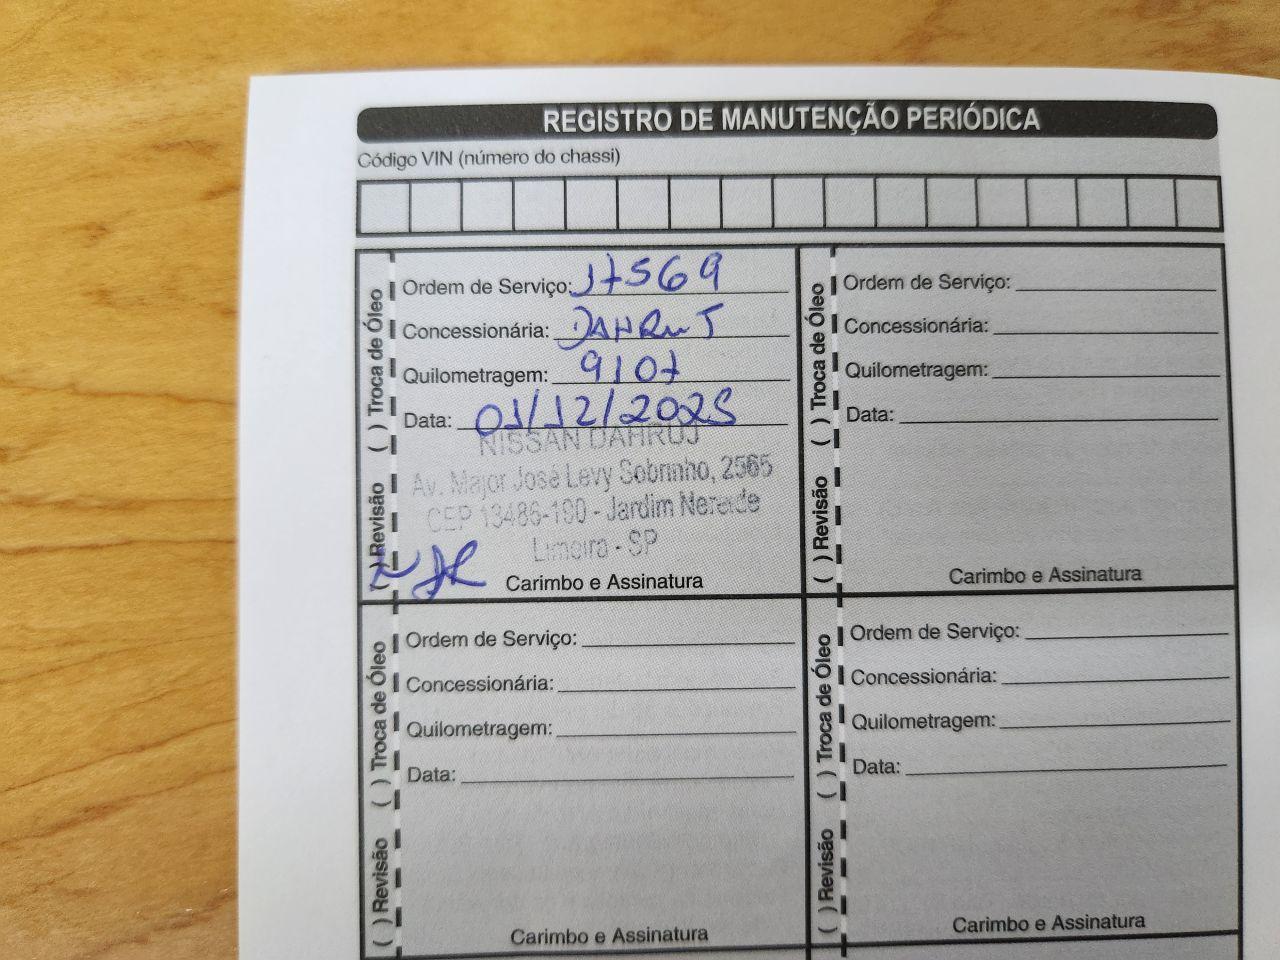 REGISTRO DE MANUTENÇÃO PERIÓDICA
Código VIN (número do chassi)
( ) Revisão ( ) Troca de Óleo
Ordem de Serviço: 17569
Concessionária: DAHRUJ
Quilometragem: 9107
Data: 01/12/2025
NISSAN DAHRUJ
Av. Major José Levy Sobrinho, 2565
CEP 13486-190 - Jardim
Limeira - SP
Carimbo e Assinatura
( ) Revisão ( ) Troca de Óleo
Ordem de Serviço:
Concessionária:
Quilometragem:
Data:
Carimbo e Assinatura
( ) Revisão ( ) Troca de Óleo
Ordem de Serviço:
Concessionária:
Quilometragem:
Data:
Carimbo e Assinatura
( ) Revisão ( ) Troca de Óleo
Ordem de Serviço:
Concessionária:
Quilometragem:
Data:
Carimbo e Assinatura